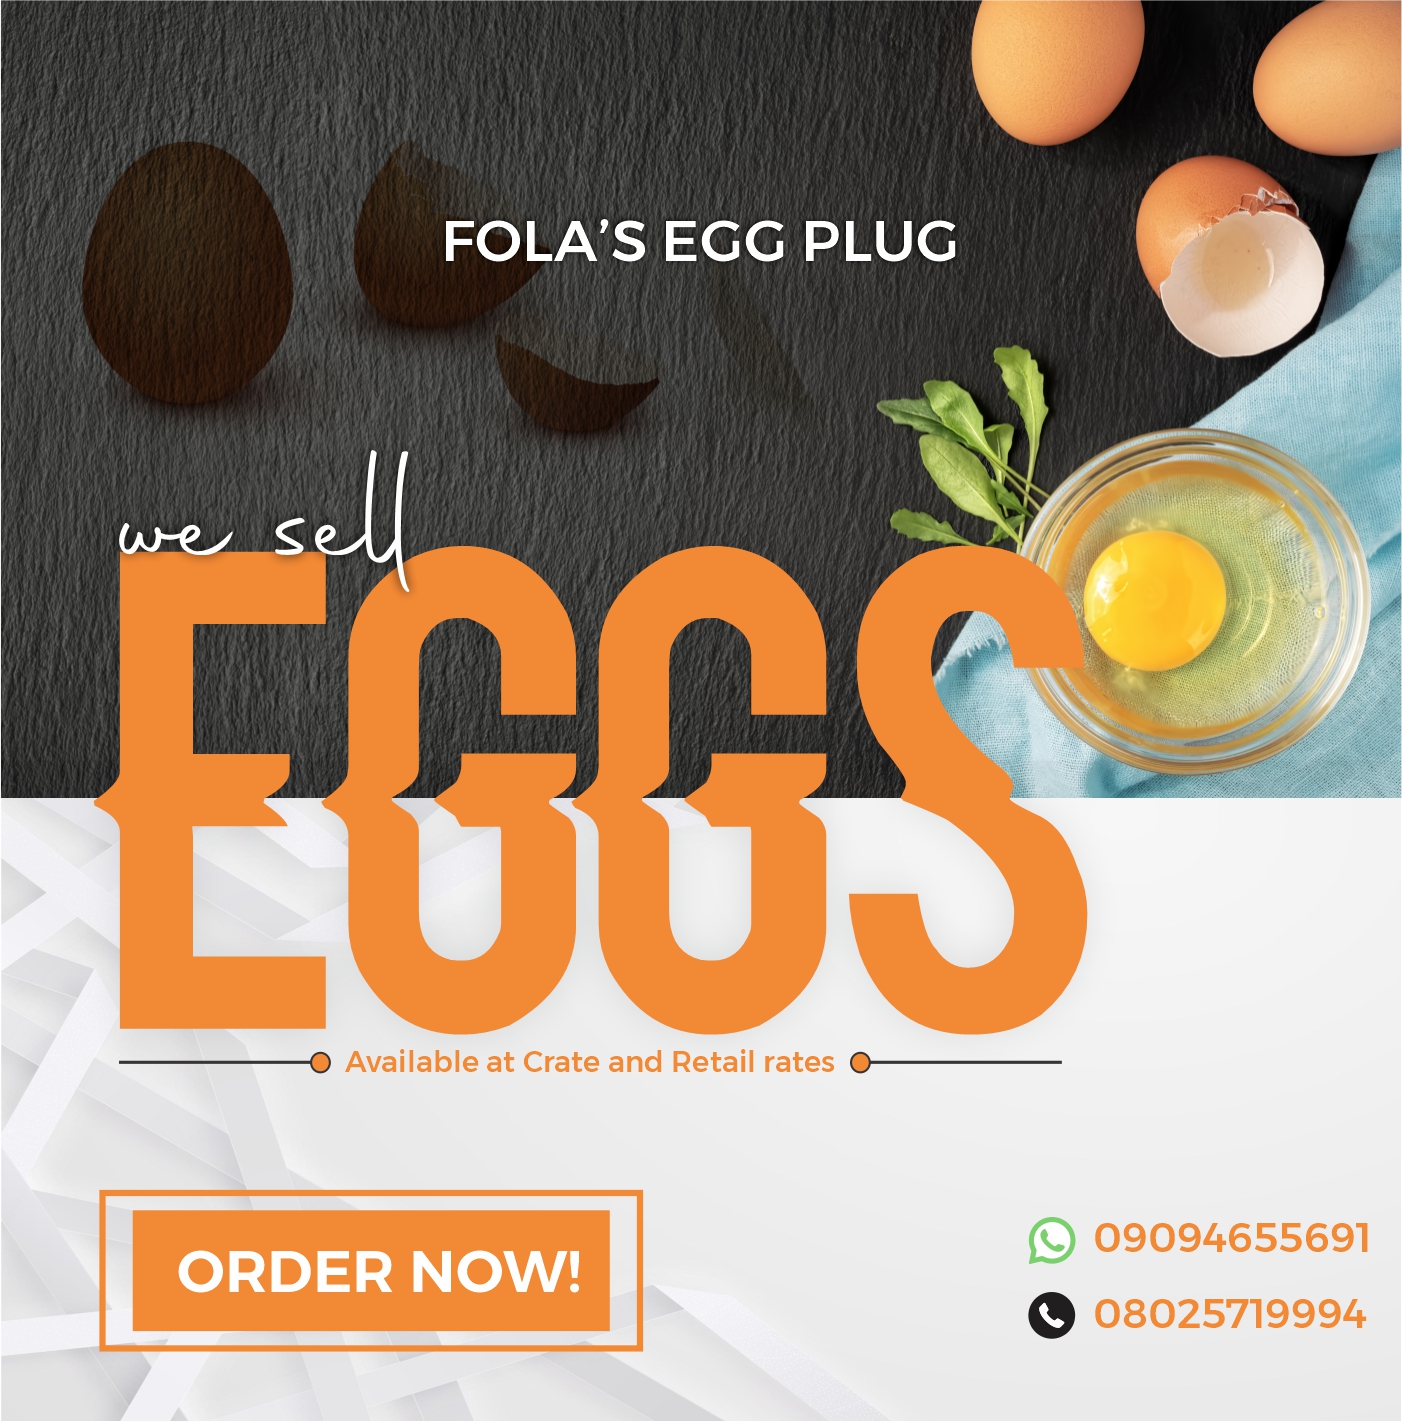 FOLA’S EGG PLUG
we sell
EGGS
Available at Crate and Retail rates
ORDER NOW!
09094655691
08025719994